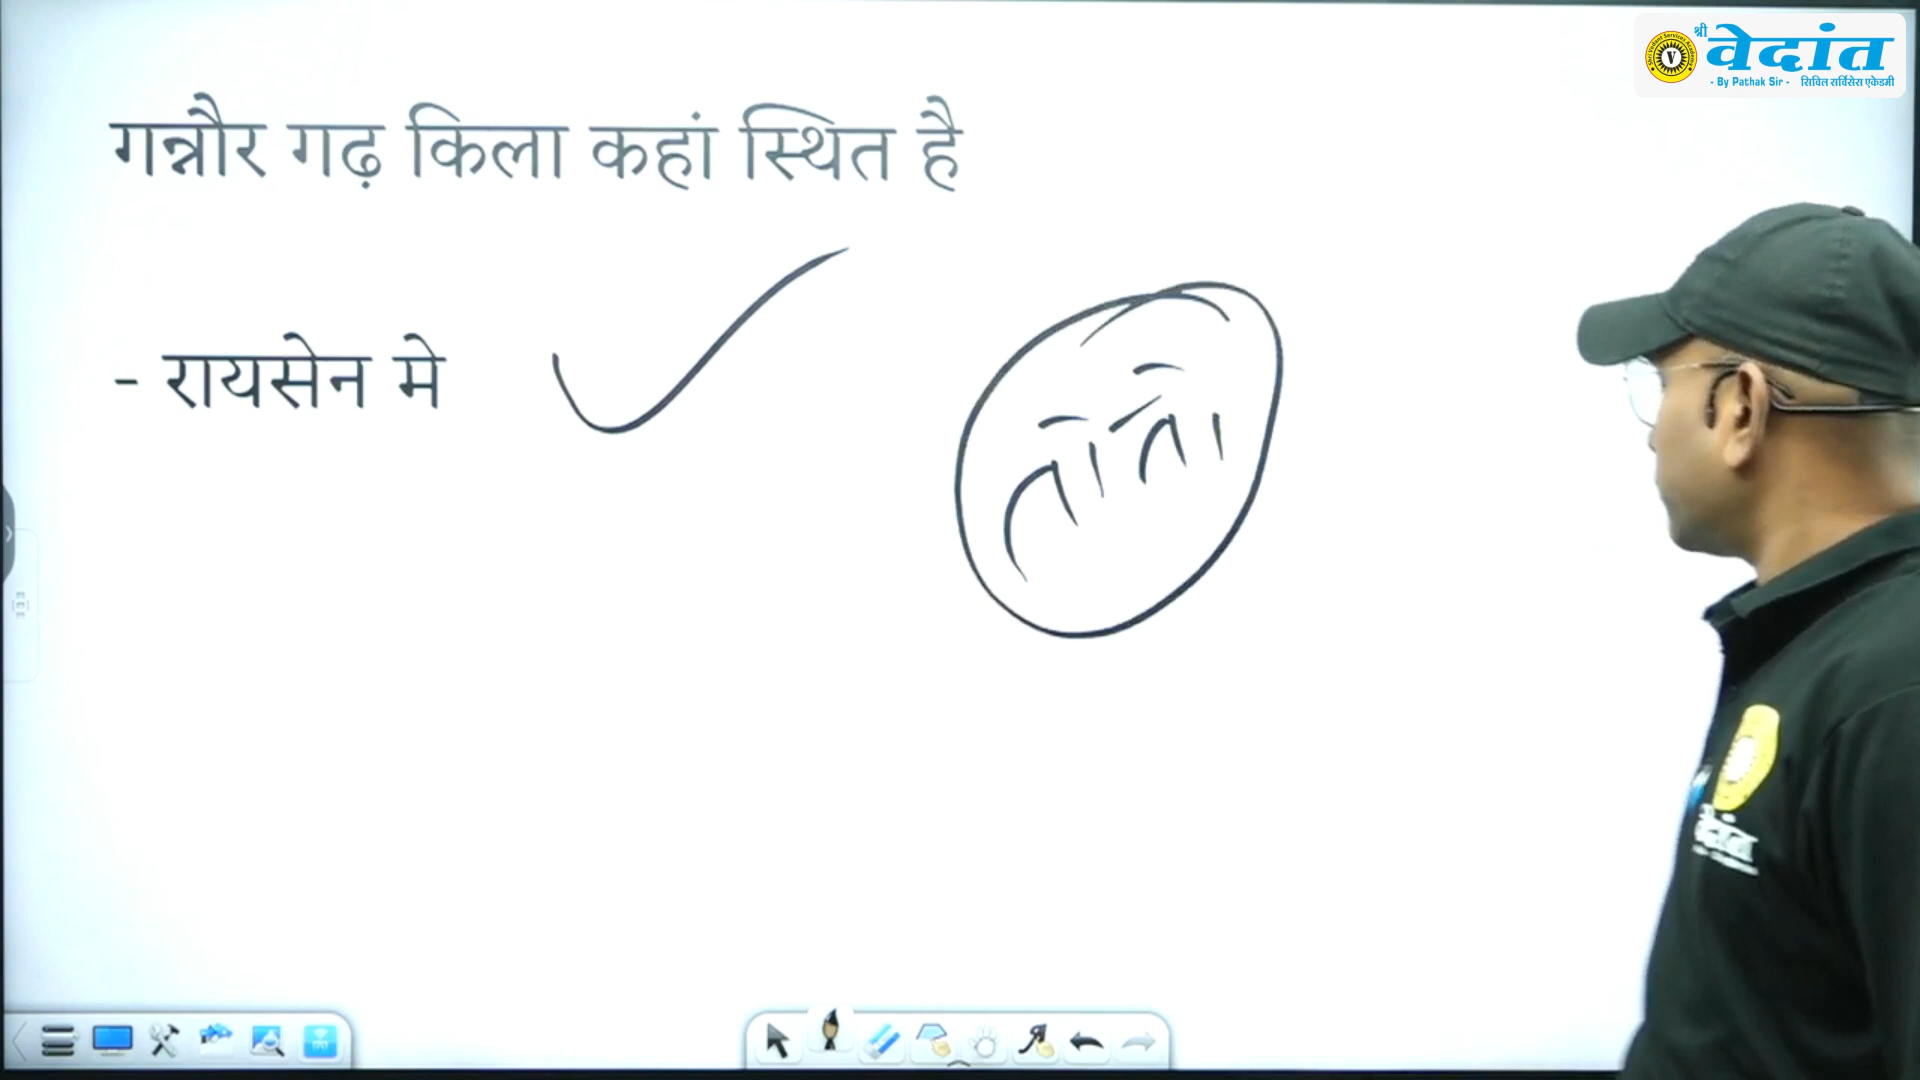 श्री वेदांत
- By Pathak Sir - सिविल सर्विसेस एकेडमी
गन्नौर गढ़ किला कहां स्थित है
- रायसेन मे
तोता
वेदांत